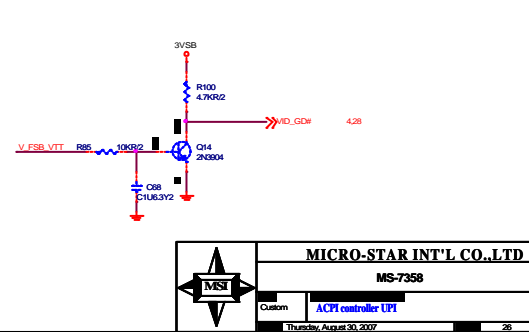 3VSB
R100
4.7KR/2
VID_GD# 4,28
V_FSB_VTT R85 10KR/2 Q14
2N3904
C68
C1U6.3Y2
MICRO-STAR INT'L CO.,LTD
MSI
MS-7358
Custom ACPI controller UPI
Thursday, August 30, 2007 26